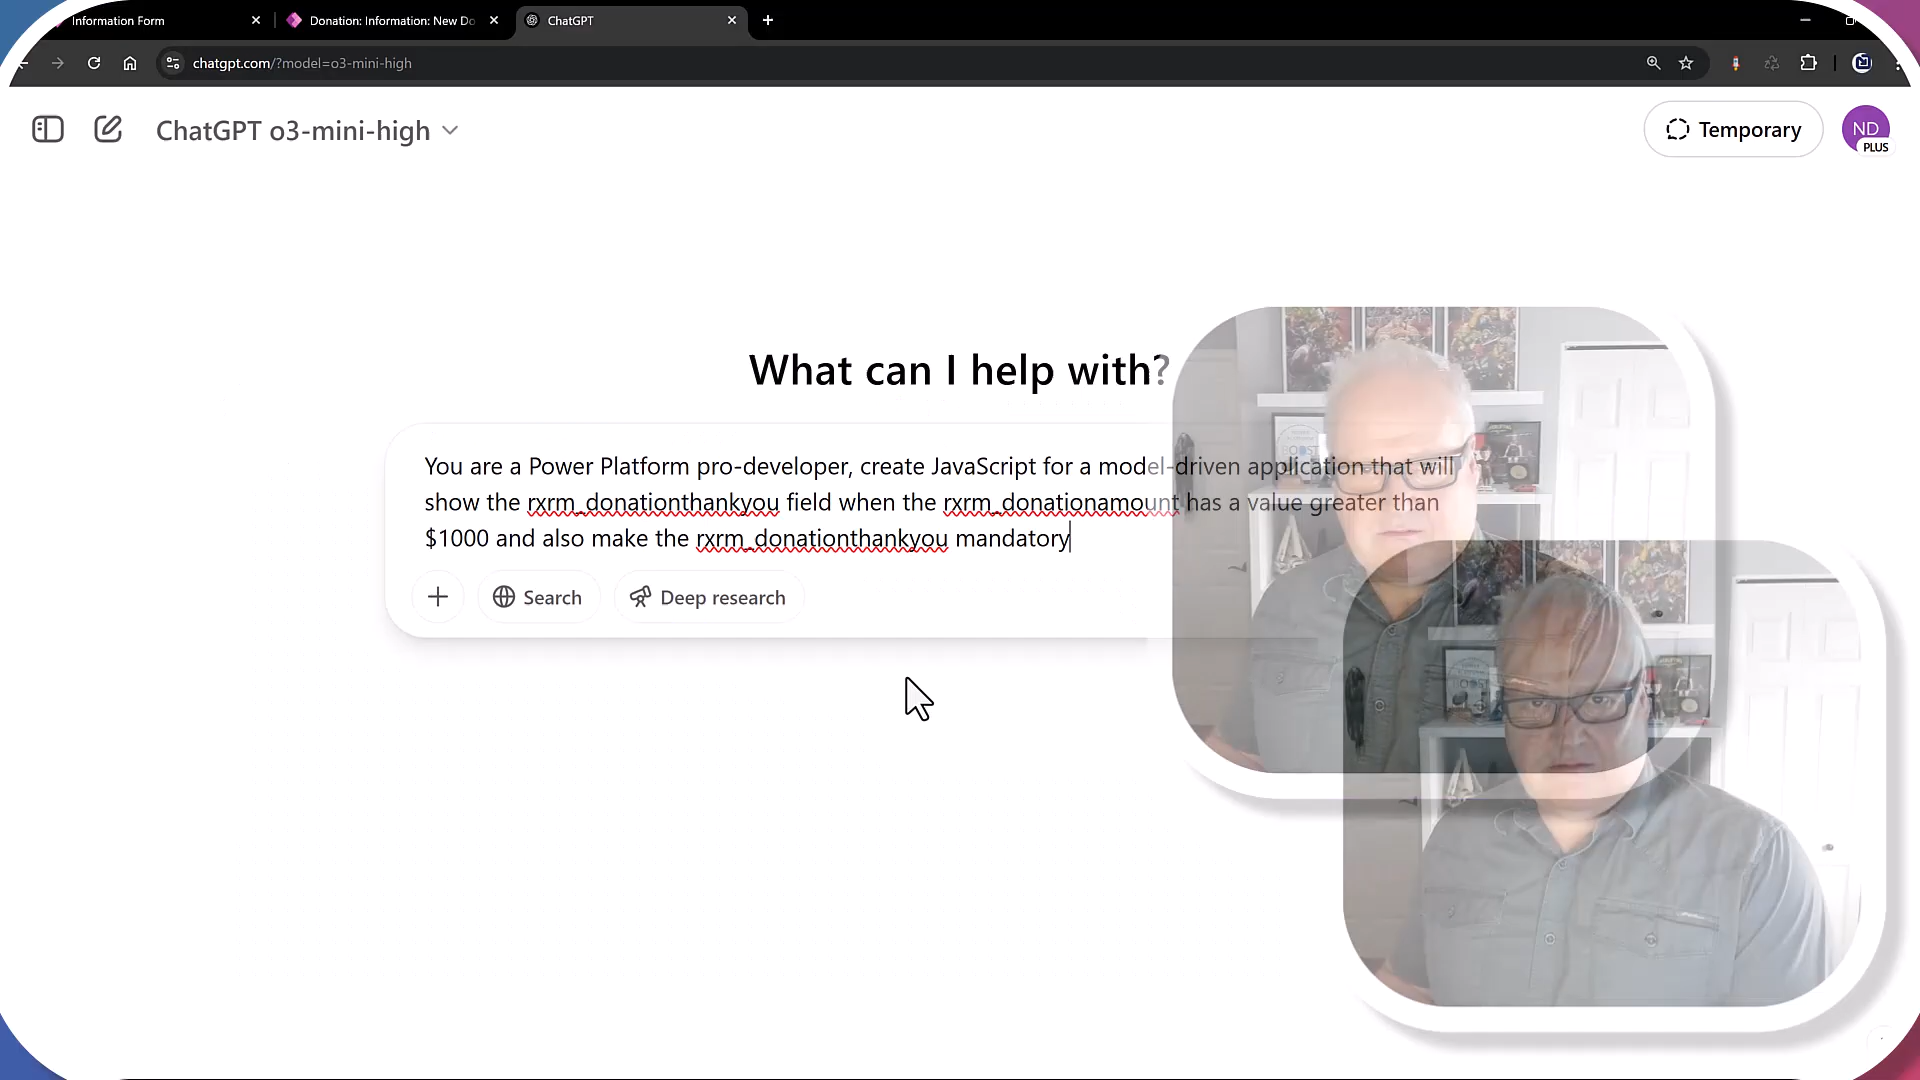 Information Form
Donation: Information: New Do
ChatGPT
chatgpt.com/?model=o3-mini-high
ChatGPT o3-mini-high
Temporary
ND
PLUS
What can I help with?
You are a Power Platform pro-developer, create JavaScript for a model-driven application that will
show the rxrm_donationthankyou field when the rxrm_donationamount has a value greater than
$1000 and also make the rxrm_donationthankyou mandatory
Search
Deep research